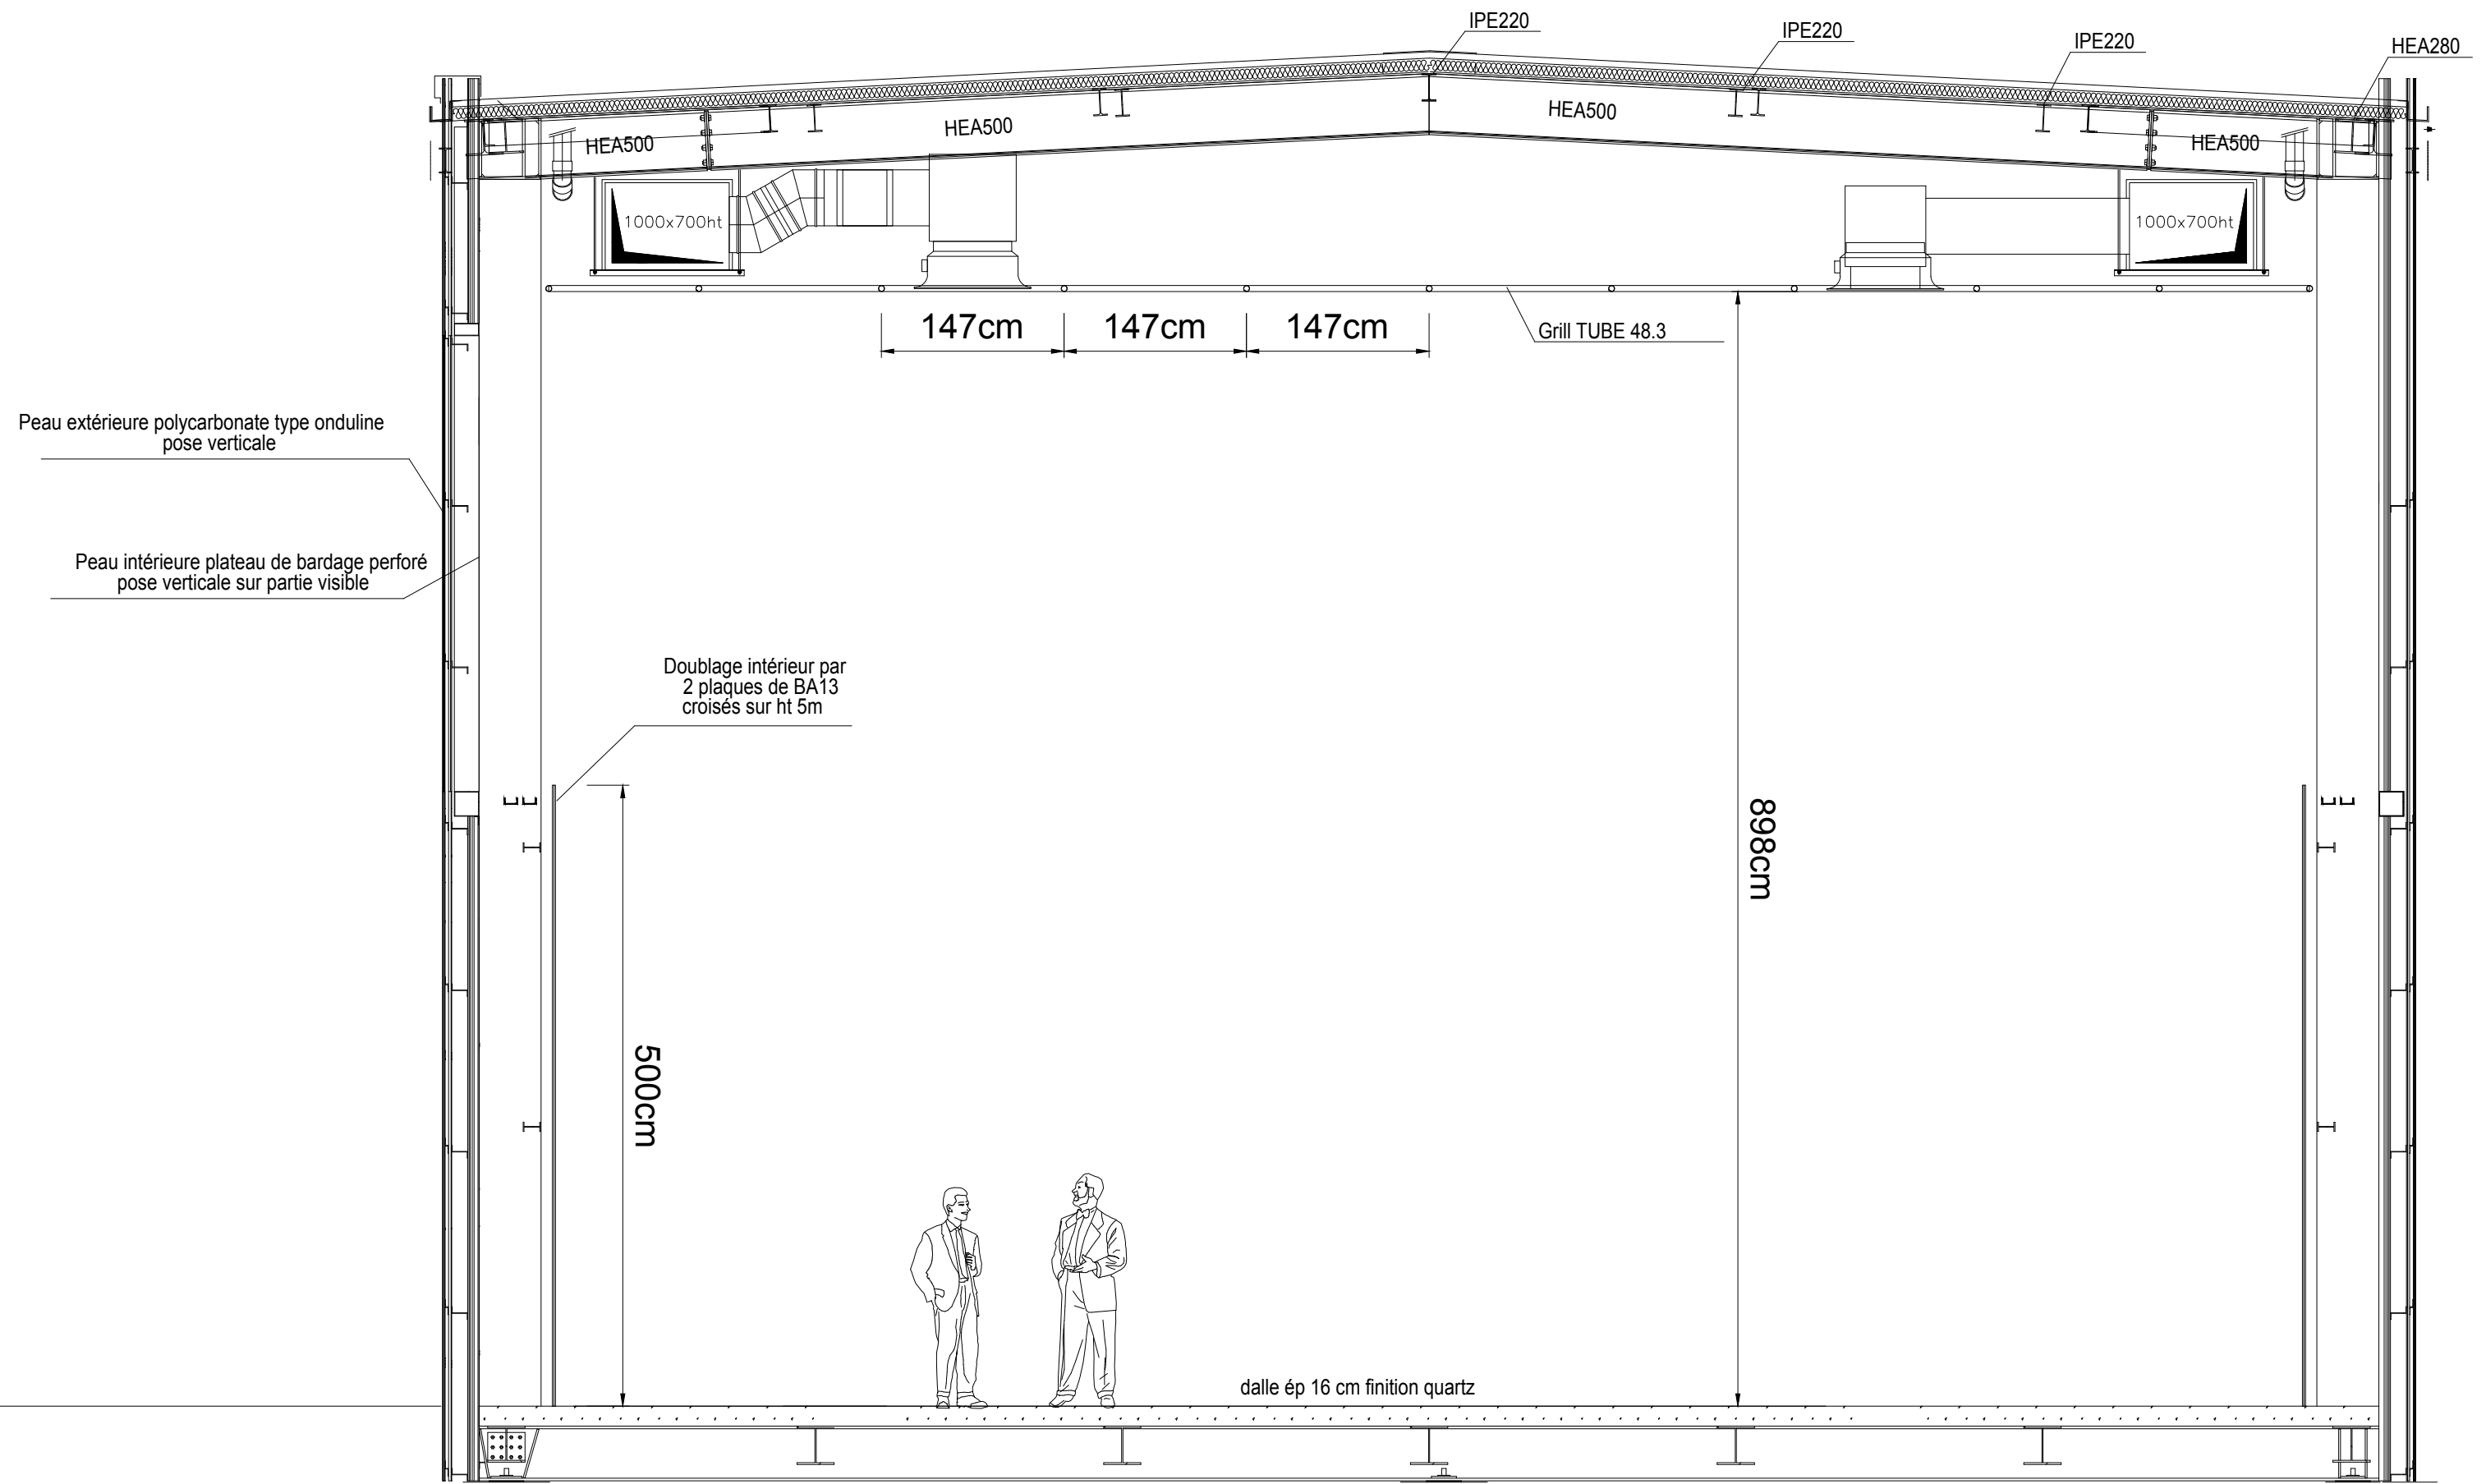 IPE220
IPE220
IPE220
HEA280
HEA500
HEA500
HEA500
HEA500
1000x700ht
1000x700ht
147cm
147cm
147cm
Grill TUBE 48.3
Peau extérieure polycarbonate type onduline
pose verticale
Peau intérieure plateau de bardage perforé
pose verticale sur partie visible
Doublage intérieur par
2 plaques de BA13
croisés sur ht 5m
898cm
500cm
dalle ép 16 cm finition quartz